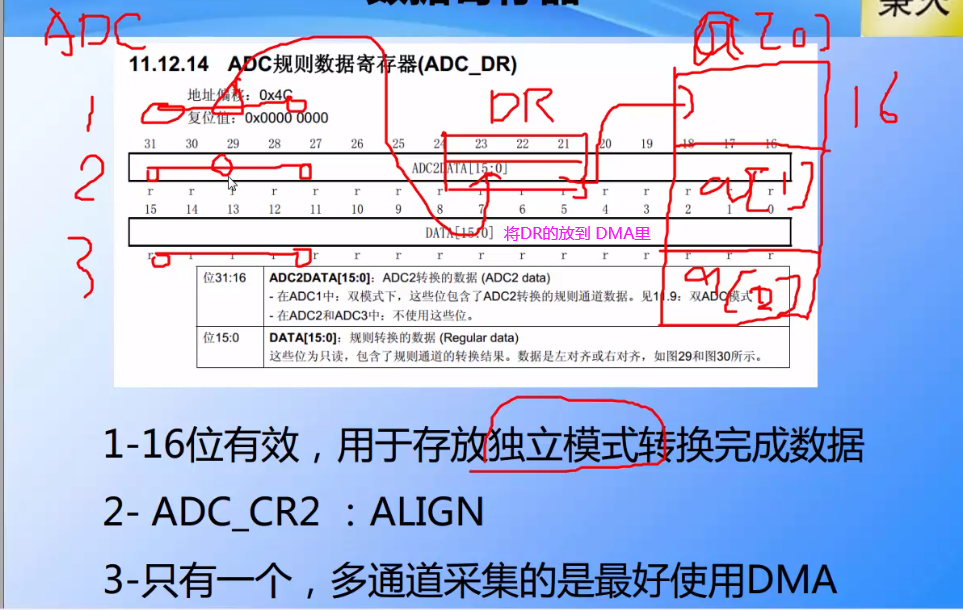 数据寄存器
秉火
ADC
a[0]
11.12.14 ADC规则数据寄存器(ADC_DR)
地址偏移：0x4C
复位值：0x0000 0000
1
DR
16
31 30 29 28 27 26 25 24 23 22 21 20 19 18 17 16
2
ADC2DATA[15:0]
r r r r r r r r r r r r r r r r
a[1]
15 14 13 12 11 10 9 8 7 6 5 4 3 2 1 0
DATA[15:0] 将DR的放到 DMA里
r r r r r r r r r r r r r r r r
3
a[2]
位31:16 ADC2DATA[15:0]：ADC2转换的数据 (ADC2 data)
- 在ADC1中：双模式下，这些位包含了ADC2转换的规则通道数据。见11.9：双ADC模式
- 在ADC2和ADC3中：不使用这些位。
位15:0 DATA[15:0]：规则转换的数据 (Regular data)
这些位为只读，包含了规则通道的转换结果。数据是左对齐或右对齐，如图29和图30所示。
1-16位有效，用于存放独立模式转换完成数据
2- ADC_CR2 ：ALIGN
3-只有一个，多通道采集的是最好使用DMA